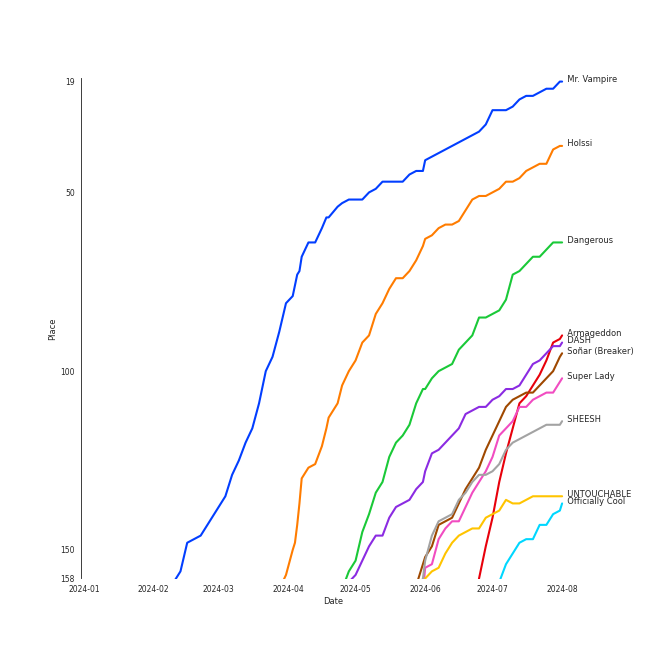 19
Mr. Vampire
Holssi
50
Dangerous
Place
Armageddon
DASH
Soñar (Breaker)
100
Super Lady
SHEESH
UNTOUCHABLE
Officially Cool
150
158
2024-01
2024-02
2024-03
2024-04
2024-05
2024-06
2024-07
2024-08
Date